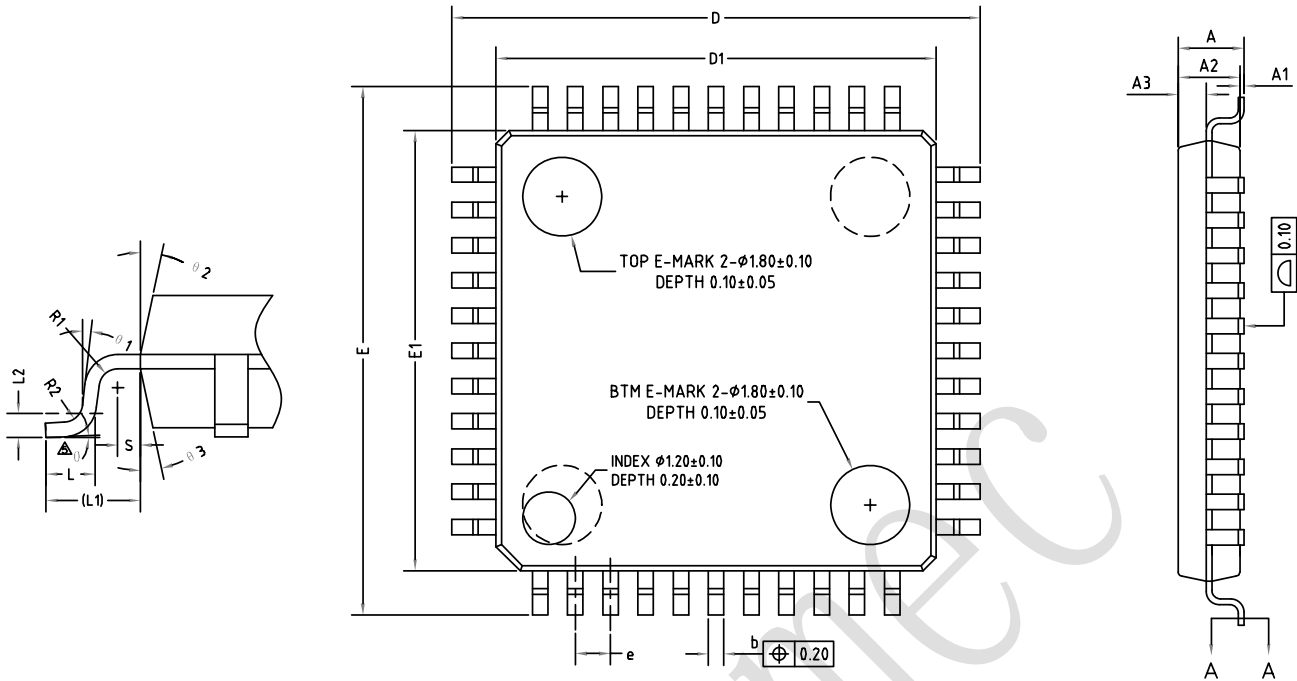 D
D1
A
A2
A3
A1
E
E1
TOP E-MARK 2-ϕ1.80±0.10
DEPTH 0.10±0.05
0.10
θ2
R1
θ1
L2
R2
BTM E-MARK 2-ϕ1.80±0.10
DEPTH 0.10±0.05
S
θ
θ3
L
(L1)
INDEX ϕ1.20±0.10
DEPTH 0.20±0.10
e
b
0.20
A A